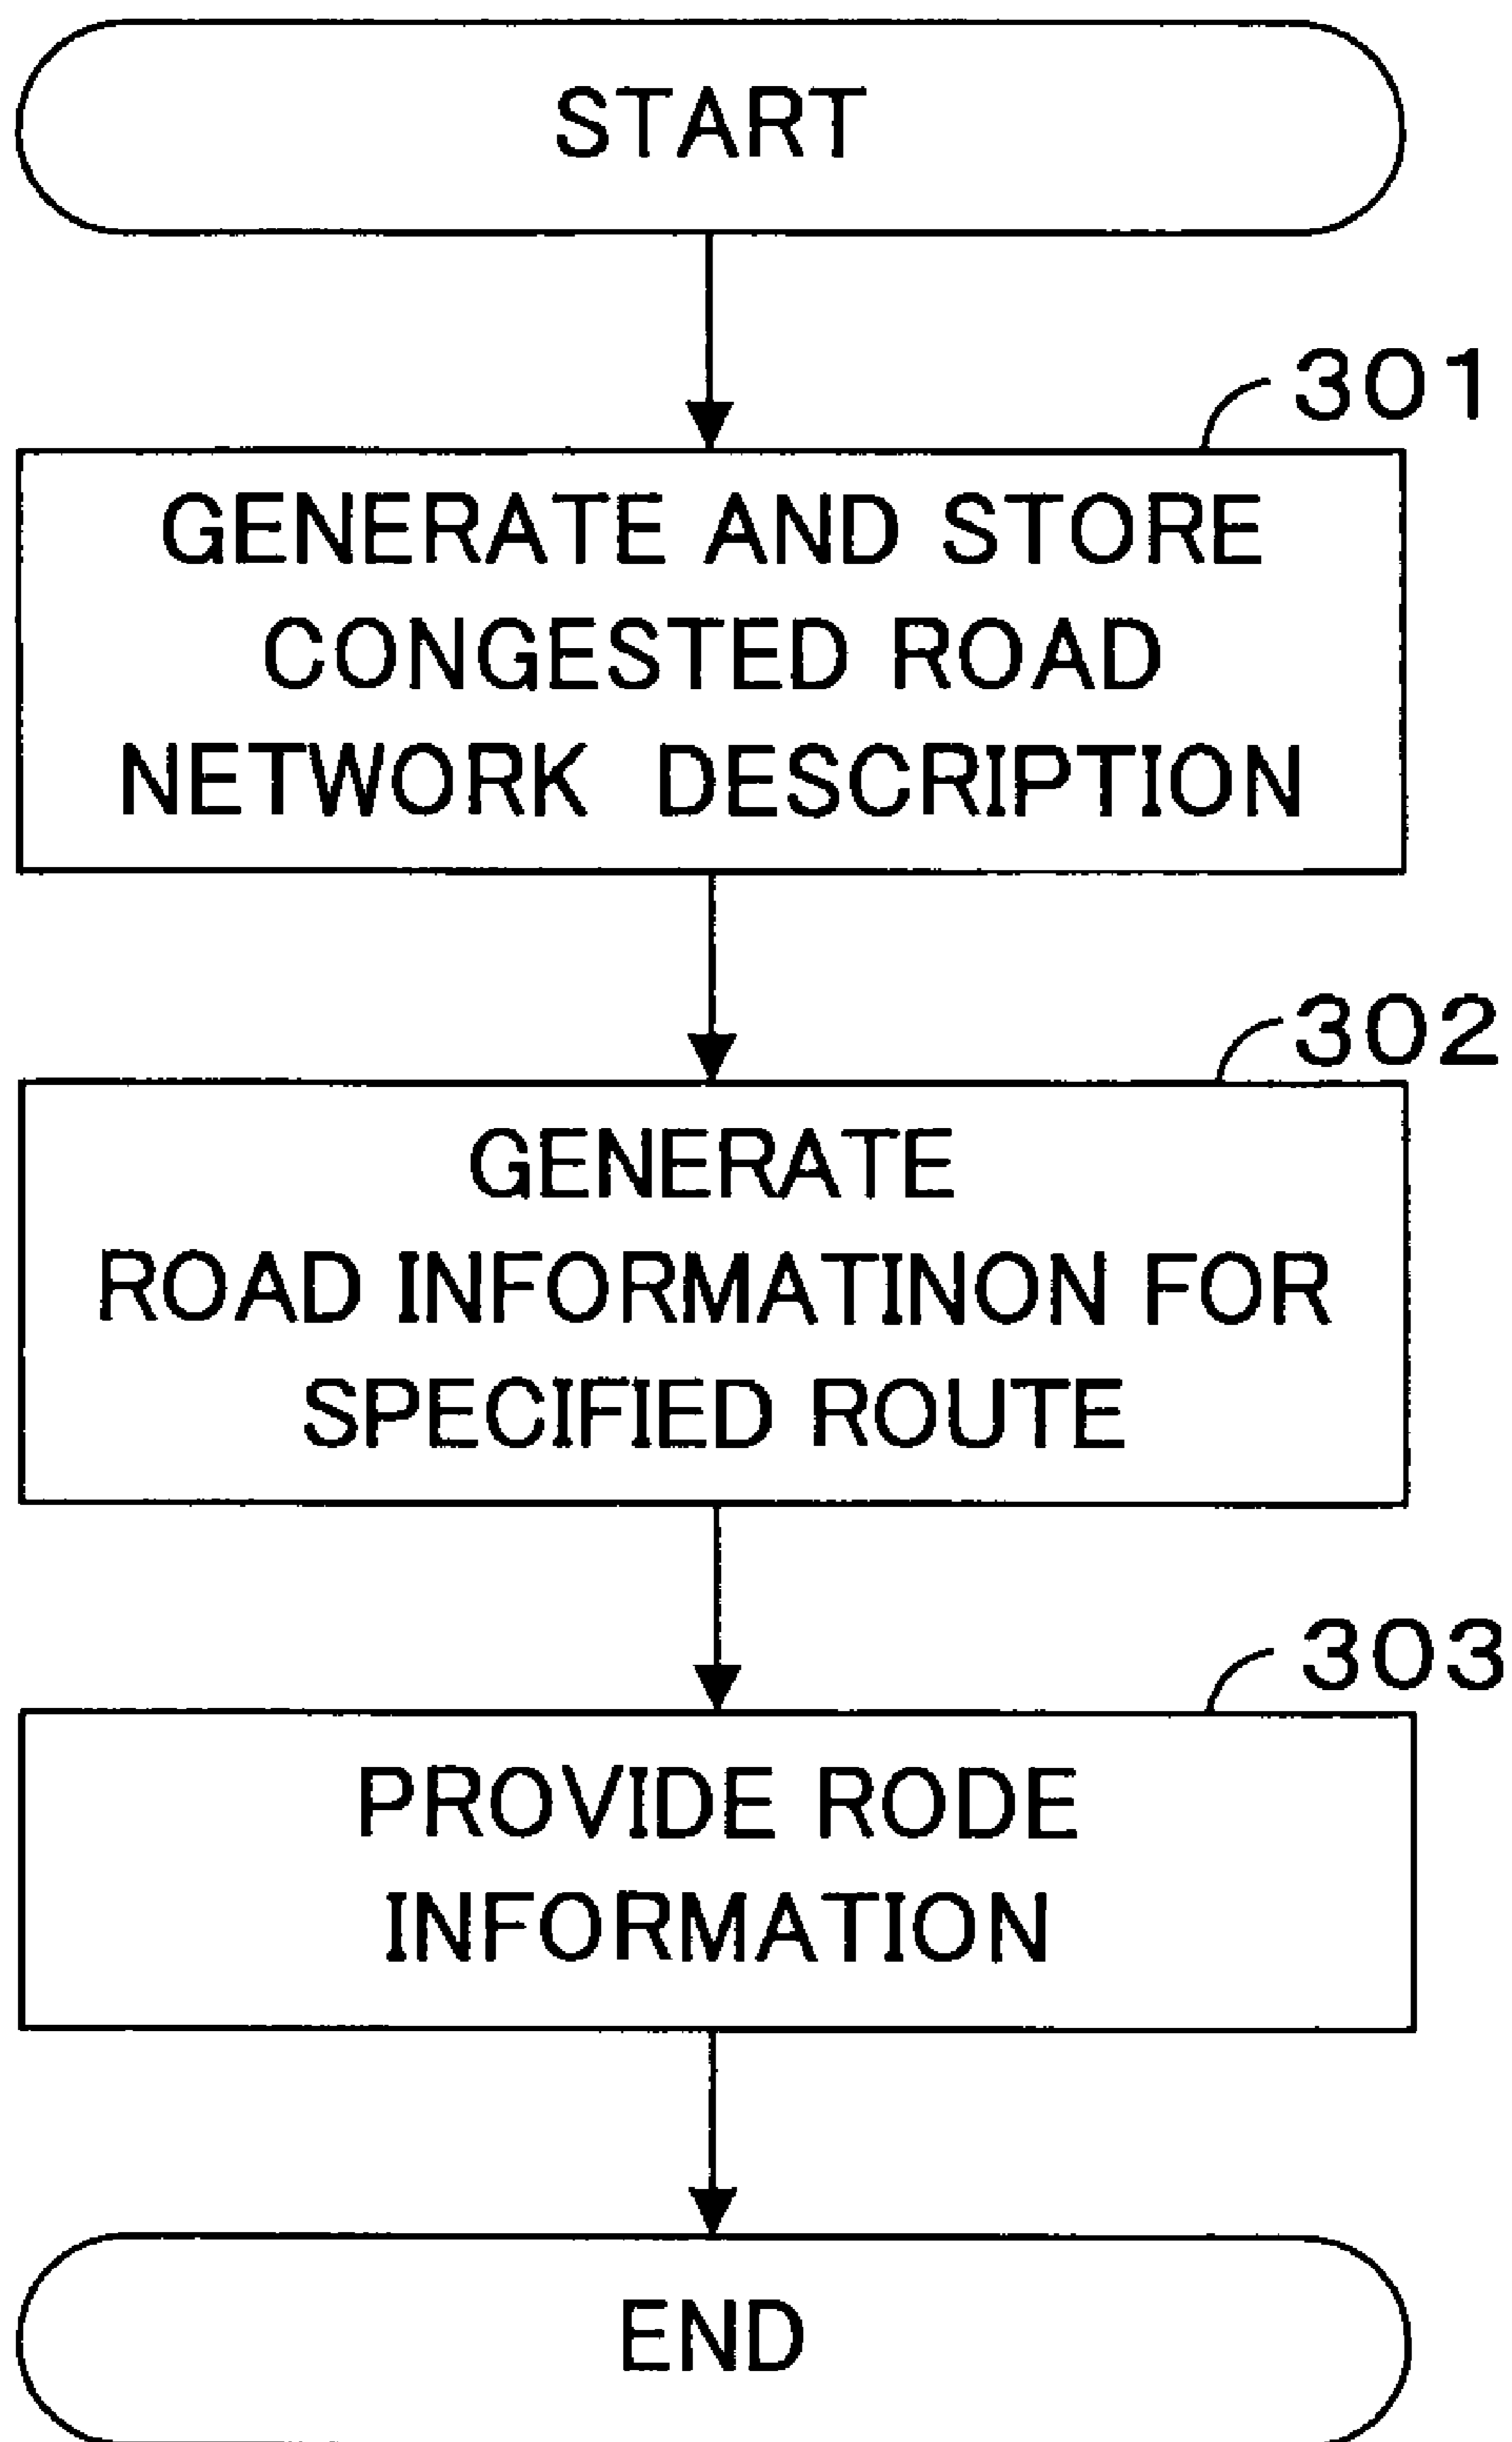 START
301
GENERATE AND STORE
CONGESTED ROAD
NETWORK DESCRIPTION
302
GENERATE
ROAD INFORMATINON FOR
SPECIFIED ROUTE
303
PROVIDE RODE
INFORMATION
END